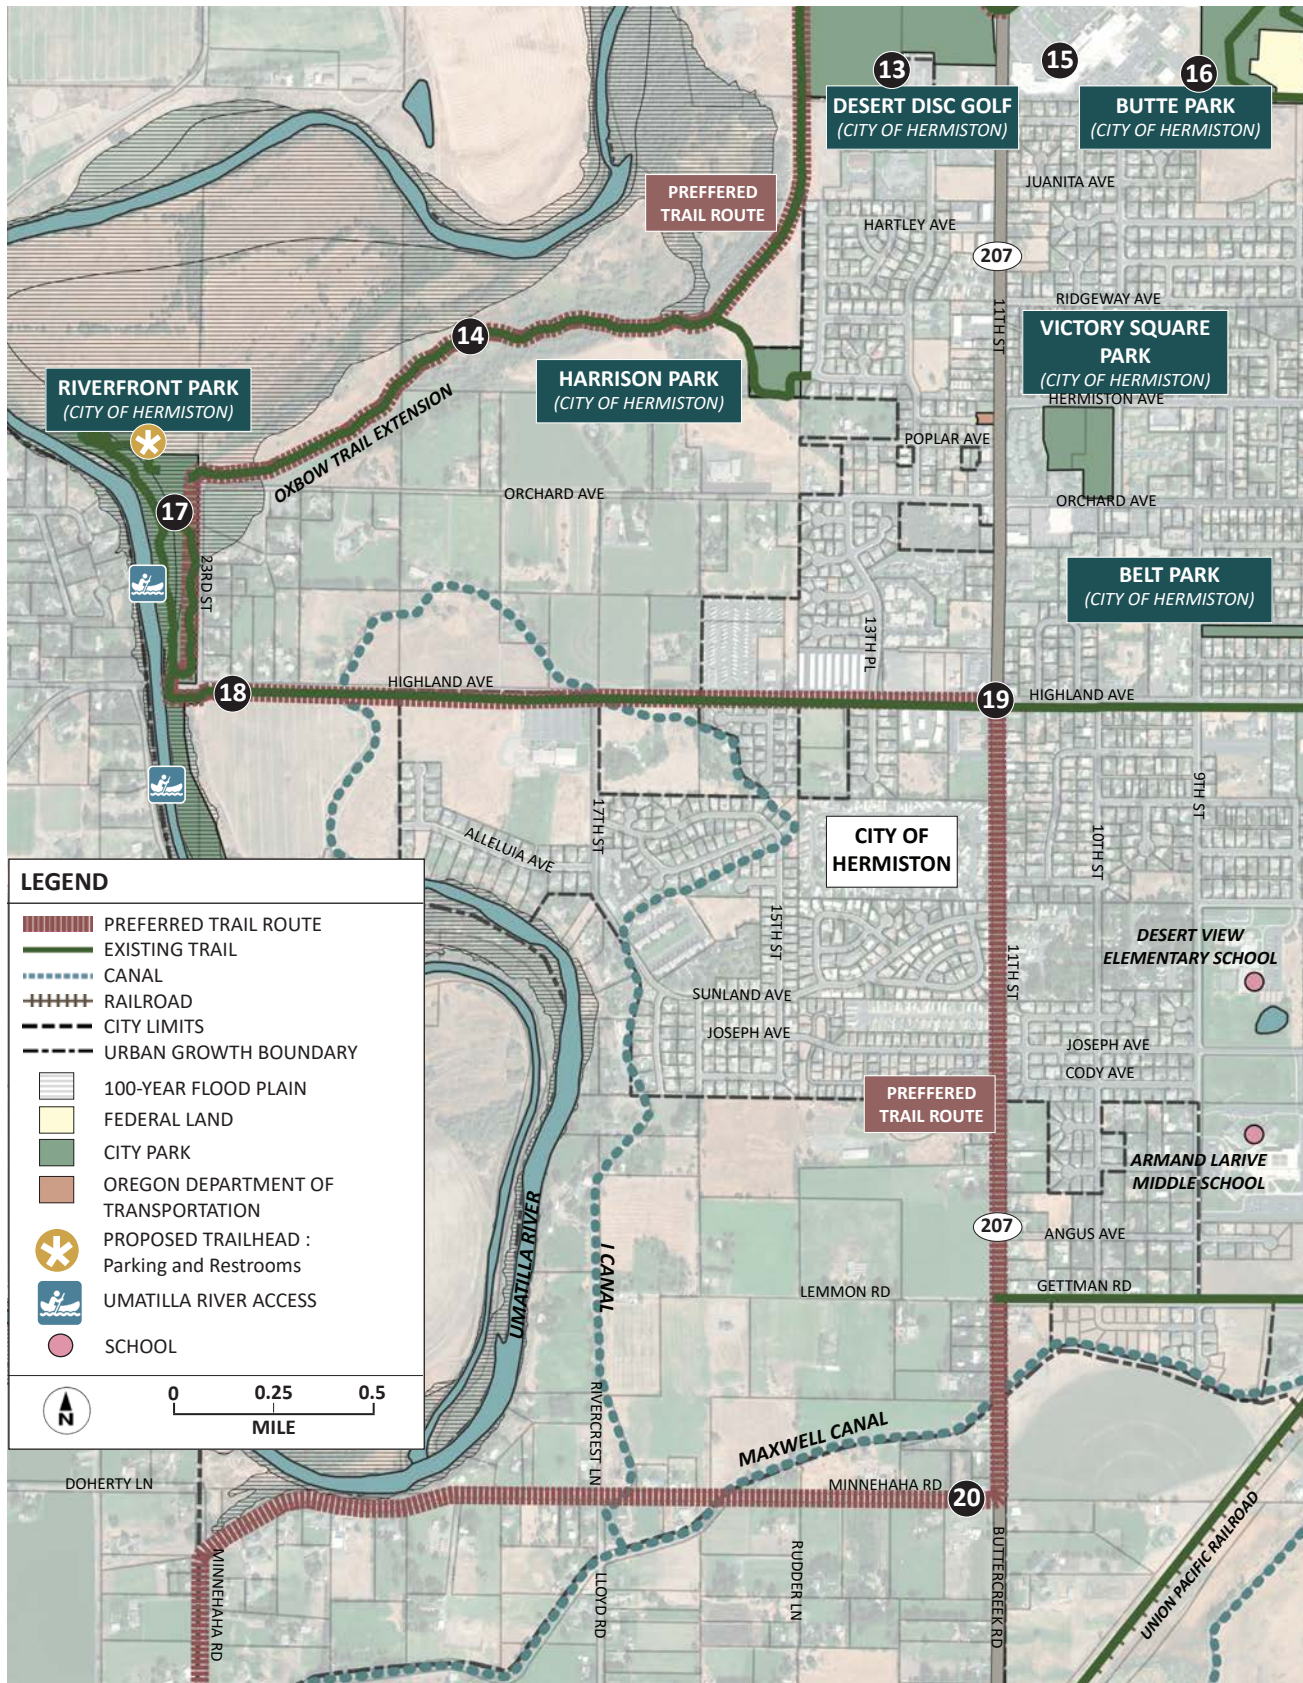 13
15
16
DESERT DISC GOLF
(CITY OF HERMISTON)
BUTTE PARK
(CITY OF HERMISTON)
JUANITA AVE
PREFFERED
TRAIL ROUTE
HARTLEY AVE
207
RIDGEWAY AVE
11TH ST
14
VICTORY SQUARE
PARK
(CITY OF HERMISTON)
HERMISTON AVE
RIVERFRONT PARK
(CITY OF HERMISTON)
HARRISON PARK
(CITY OF HERMISTON)
OXBOW TRAIL EXTENSION
POPLAR AVE
ORCHARD AVE
ORCHARD AVE
17
23RD ST
BELT PARK
(CITY OF HERMISTON)
13TH PL
18
HIGHLAND AVE
19
HIGHLAND AVE
9TH ST
17TH ST
ALLELUIA AVE
CITY OF
HERMISTON
10TH ST
15TH ST
11TH ST
DESERT VIEW
ELEMENTARY SCHOOL
SUNLAND AVE
JOSEPH AVE
JOSEPH AVE
CODY AVE
PREFFERED
TRAIL ROUTE
ARMAND LARIVE
MIDDLE SCHOOL
207
ANGUS AVE
UMATILLA RIVER
I CANAL
LEMMON RD
GETTMAN RD
RIVERCREST LN
MAXWELL CANAL
DOHERTY LN
MINNEHAHA RD
20
MINNEHAHA RD
LLOYD RD
RUDDER LN
BUTTERCREEK RD
UNION PACIFIC RAILROAD
LEGEND
PREFERRED TRAIL ROUTE
EXISTING TRAIL
CANAL
RAILROAD
CITY LIMITS
URBAN GROWTH BOUNDARY
100-YEAR FLOOD PLAIN
FEDERAL LAND
CITY PARK
OREGON DEPARTMENT OF
TRANSPORTATION
PROPOSED TRAILHEAD :
Parking and Restrooms
UMATILLA RIVER ACCESS
SCHOOL
N
0 0.25 0.5
MILE